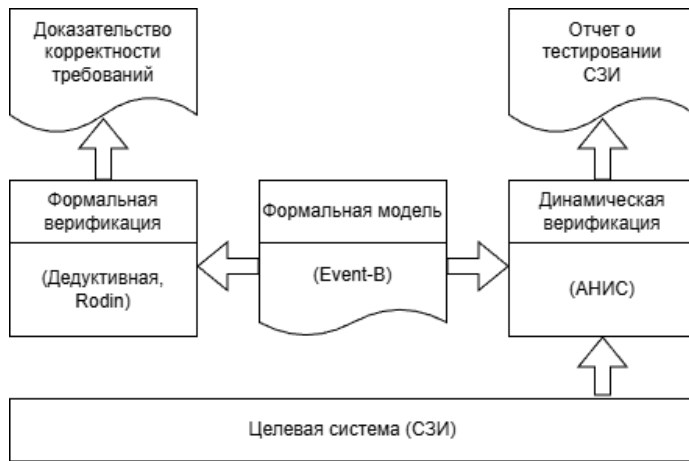 Доказательство
корректности
требований
Отчет о
тестировании
СЗИ
Формальная
верификация
Формальная модель
Динамическая
верификация
(Дедуктивная,
Rodin)
(Event-B)
(АНИС)
Целевая система (СЗИ)